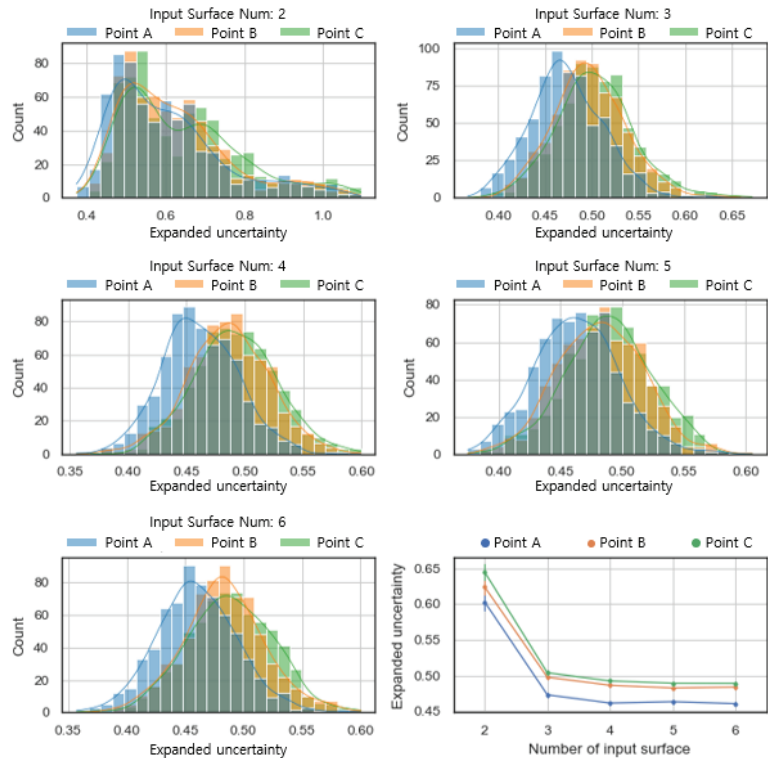 Input Surface Num: 2
Point A Point B Point C
80
60
40
20
0
Count
0.4 0.6 0.8 1.0
Expanded uncertainty
Input Surface Num: 3
Point A Point B Point C
100
75
50
25
0
Count
0.40 0.45 0.50 0.55 0.60 0.65
Expanded uncertainty
Input Surface Num: 4
Point A Point B Point C
80
60
40
20
0
Count
0.35 0.40 0.45 0.50 0.55 0.60
Expanded uncertainty
Input Surface Num: 5
Point A Point B Point C
80
60
40
20
0
Count
0.40 0.45 0.50 0.55 0.60
Expanded uncertainty
Input Surface Num: 6
Point A Point B Point C
80
60
40
20
0
Count
0.35 0.40 0.45 0.50 0.55 0.60
Expanded uncertainty
Point A Point B Point C
0.65
0.60
0.55
0.50
0.45
Expanded uncertainty
2 3 4 5 6
Number of input surface